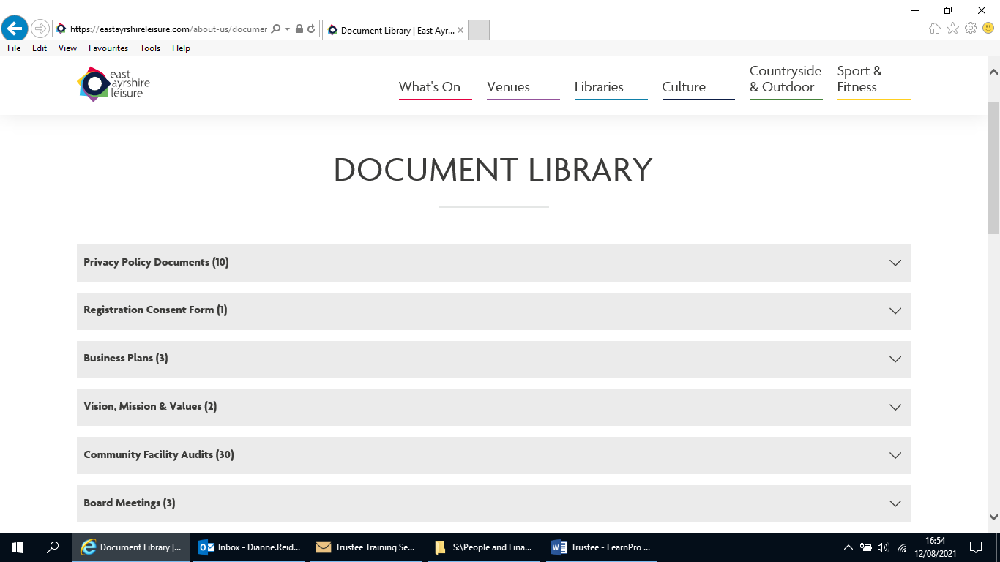 https://eastayrshireleisure.com/about-us/documer
Document Library | East Ayr...
File Edit View Favourites Tools Help
east
ayrshire
leisure
What's On
Venues
Libraries
Culture
Countryside
& Outdoor
Sport &
Fitness
DOCUMENT LIBRARY
Privacy Policy Documents (10)
Registration Consent Form (1)
Business Plans (3)
Vision, Mission & Values (2)
Community Facility Audits (30)
Board Meetings (3)
Document Library |...
Inbox - Dianne.Reid...
Trustee Training Se...
S:\People and Fina...
Trustee - LearnPro ...
16:54
12/08/2021